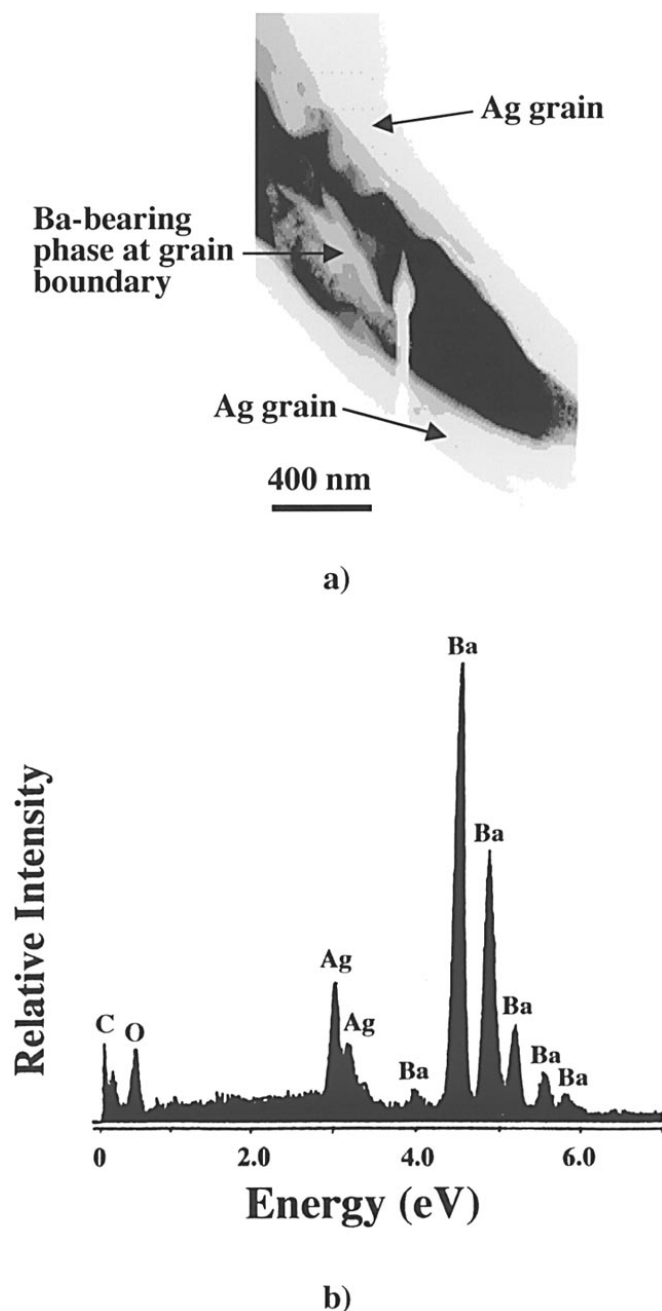 Ag grain
Ba-bearing
phase at grain
boundary
Ag grain
400 nm
a)
Ba
Ba
Ag
C
O
Ag
Ba
Ba
Ba
Ba
Relative Intensity
0
2.0
4.0
6.0
Energy (eV)
b)